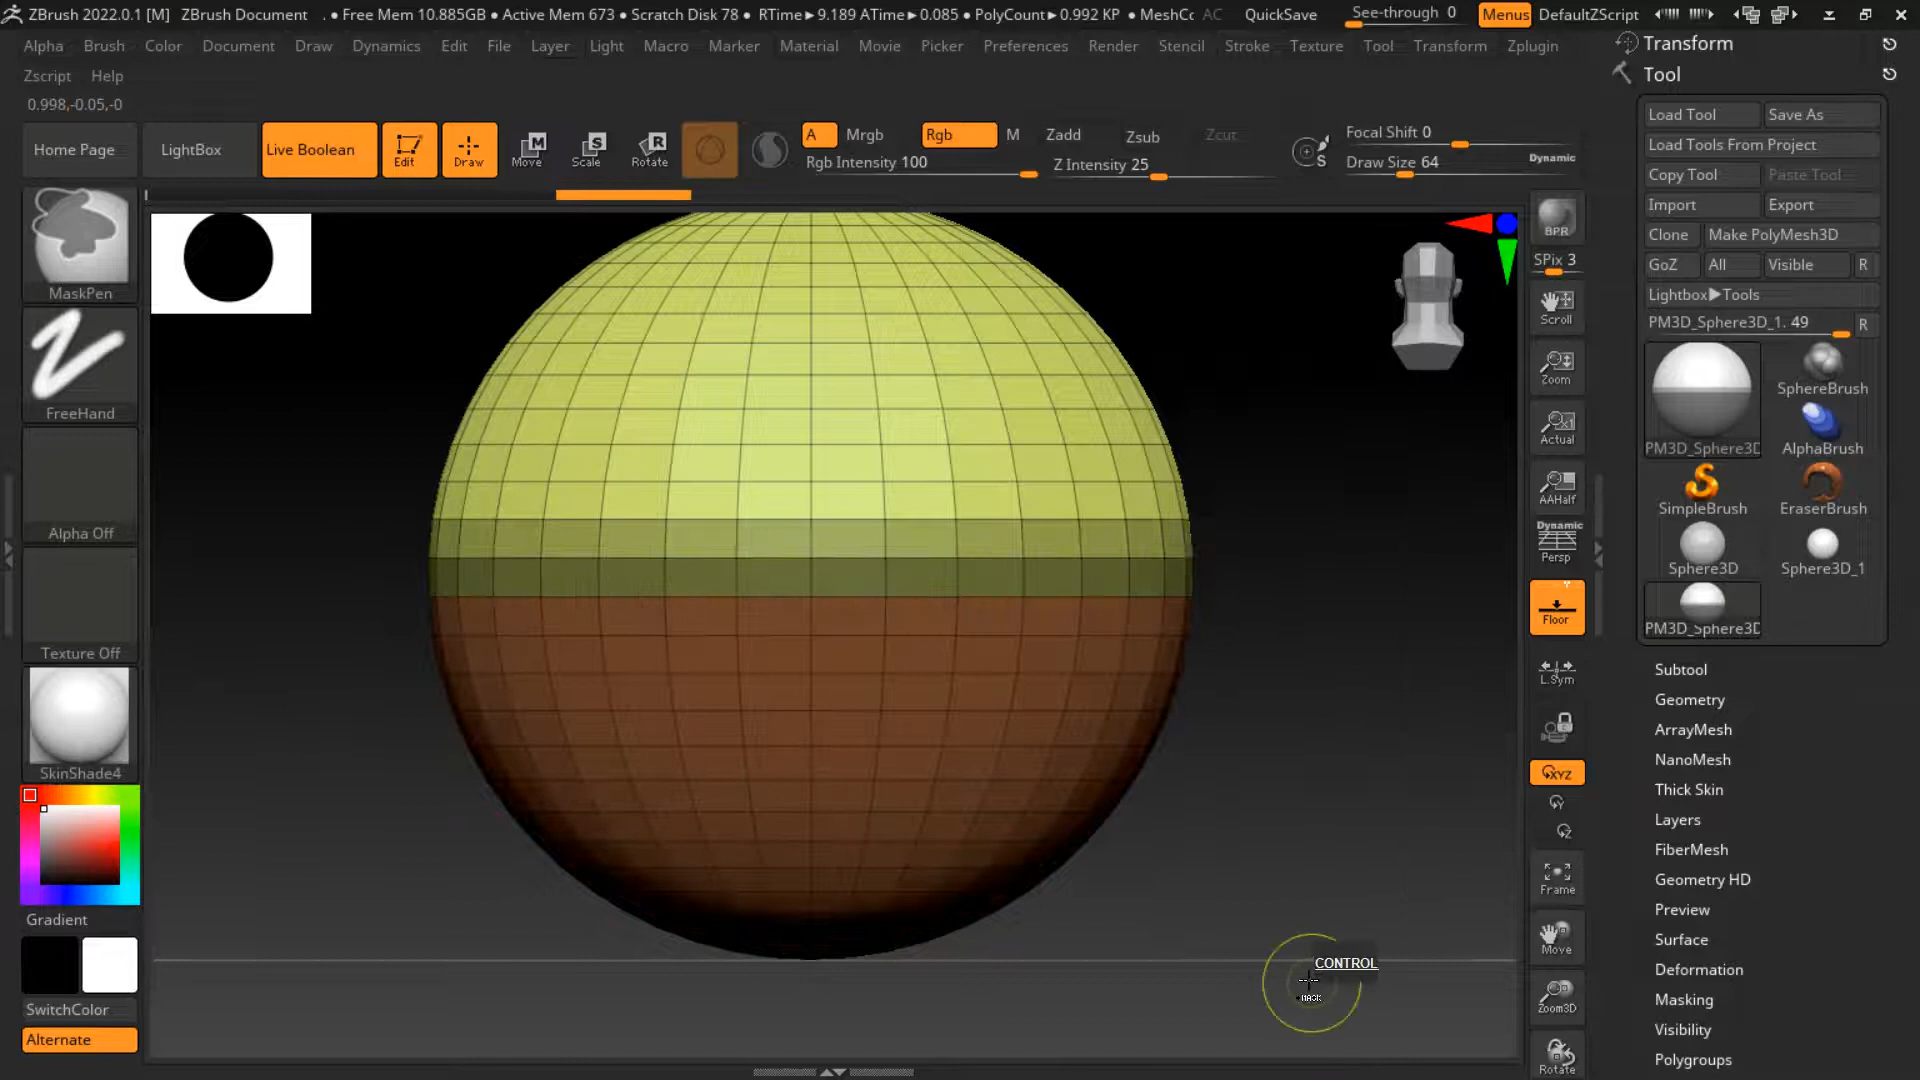 ZBrush 2022.0.1 [M] ZBrush Document . ● Free Mem 10.885GB ● Active Mem 673 ● Scratch Disk 78 ● RTime►9.189 ATime►0.085 ● PolyCount►0.992 KP ● MeshCo AC QuickSave See-through 0 Menus DefaultZScript
Alpha Brush Color Document Draw Dynamics Edit File Layer Light Macro Marker Material Movie Picker Preferences Render Stencil Stroke Texture Tool Transform Zplugin
Zscript Help
0.998,-0.05,-0
Home Page LightBox Live Boolean Edit Draw Move Scale Rotate
M S R
A Mrgb Rgb M Zadd Zsub Zcut
Rgb Intensity 100 Z Intensity 25
S Focal Shift 0
Draw Size 64 Dynamic
MaskPen
FreeHand
Alpha Off
Texture Off
SkinShade4
Gradient
SwitchColor
Alternate
CONTROL
MASK
BPR
SPix 3
Scroll
Zoom
Actual
AAHalf
Dynamic
Persp
Floor
L.Sym
XYZ
Y
Z
Frame
Move
Zoom3D
Rotate
Transform
Tool
Load Tool Save As
Load Tools From Project
Copy Tool Paste Tool
Import Export
Clone Make PolyMesh3D
GoZ All Visible R
Lightbox►Tools
PM3D_Sphere3D_1. 49 R
PM3D_Sphere3D
SphereBrush
AlphaBrush
SimpleBrush EraserBrush
Sphere3D Sphere3D_1
PM3D_Sphere3D
Subtool
Geometry
ArrayMesh
NanoMesh
Thick Skin
Layers
FiberMesh
Geometry HD
Preview
Surface
Deformation
Masking
Visibility
Polygroups